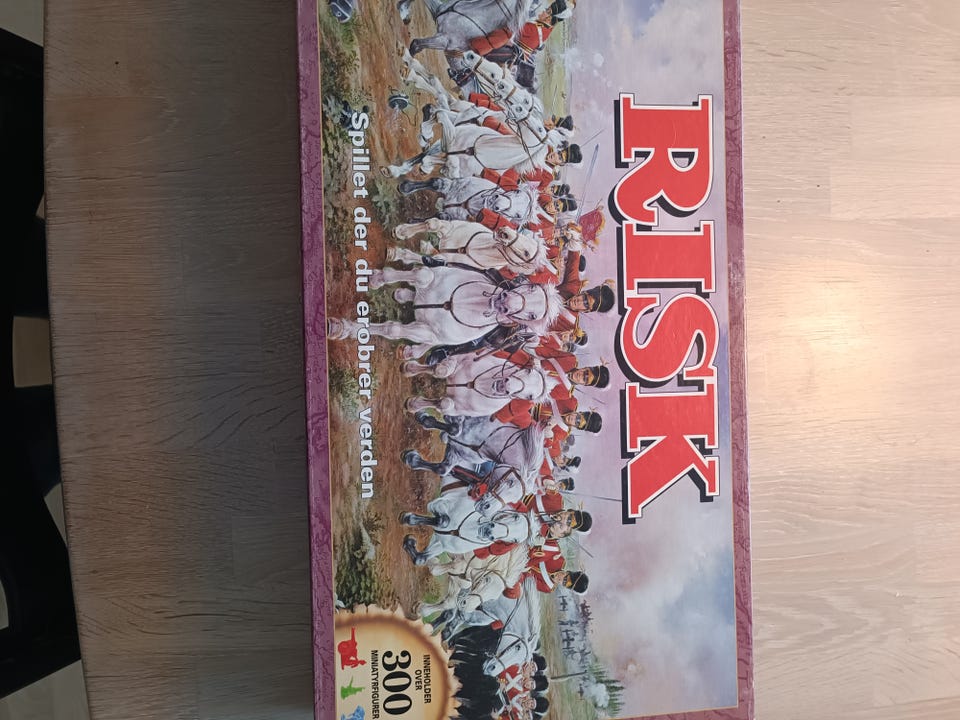 RISK
Spillet der du erobrer verden
INNEHOLDER
OVER
300
MINIATYRFIGURER